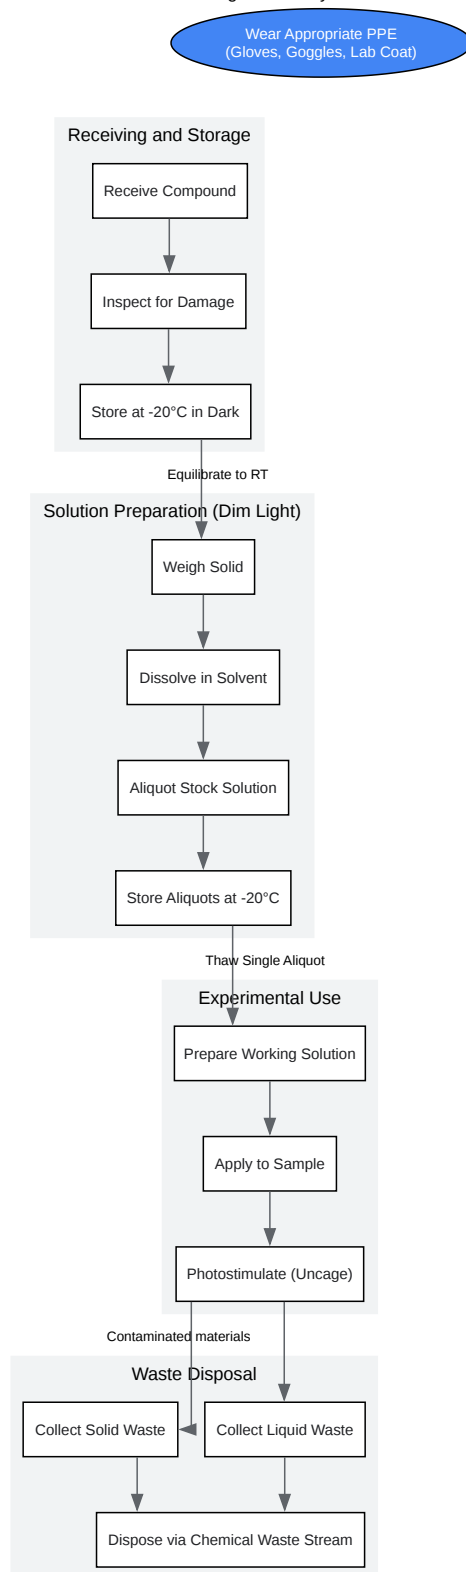 Wear Appropriate PPE
(Gloves, Goggles, Lab Coat)
Receiving and Storage
Receive Compound
Inspect for Damage
Store at -20°C in Dark
Equilibrate to RT
Solution Preparation (Dim Light)
Weigh Solid
Dissolve in Solvent
Aliquot Stock Solution
Store Aliquots at -20°C
Thaw Single Aliquot
Experimental Use
Prepare Working Solution
Apply to Sample
Photostimulate (Uncage)
Contaminated materials
Waste Disposal
Collect Solid Waste
Collect Liquid Waste
Dispose via Chemical Waste Stream